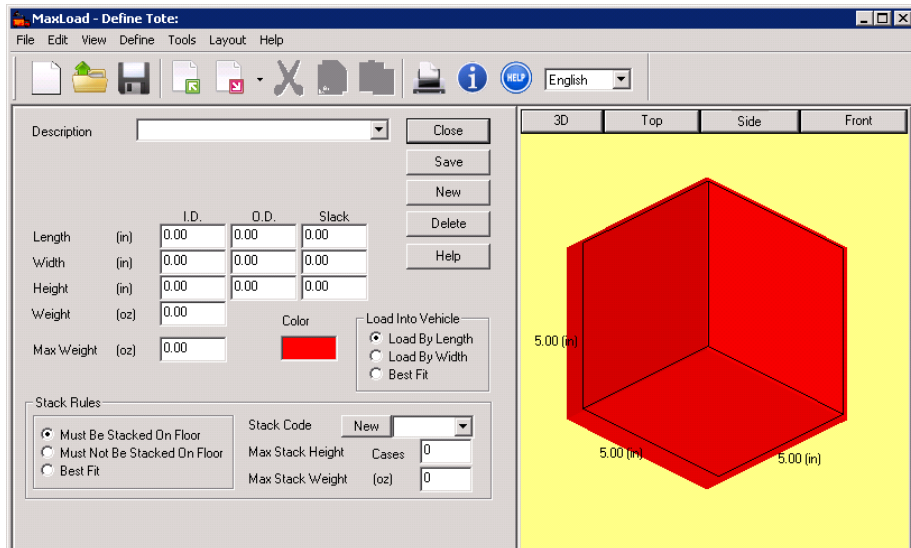 MaxLoad - Define Tote:
File Edit View Define Tools Layout Help
HELP English
Description Close
Save
New
Delete
Help
I.D. O.D. Slack
Length (in) 0.00 0.00 0.00
Width (in) 0.00 0.00 0.00
Height (in) 0.00 0.00 0.00
Weight (oz) 0.00
Max Weight (oz) 0.00
Color
Load Into Vehicle
Load By Length
Load By Width
Best Fit
Stack Rules
Must Be Stacked On Floor
Must Not Be Stacked On Floor
Best Fit
Stack Code New
Max Stack Height Cases 0
Max Stack Weight (oz) 0
3D Top Side Front
5.00 (in)
5.00 (in) 5.00 (in)